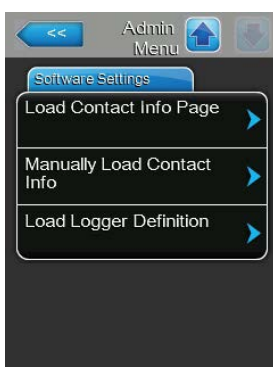 <<
Admin
Menu
Software Settings
Load Contact Info Page
Manually Load Contact
Info
Load Logger Definition